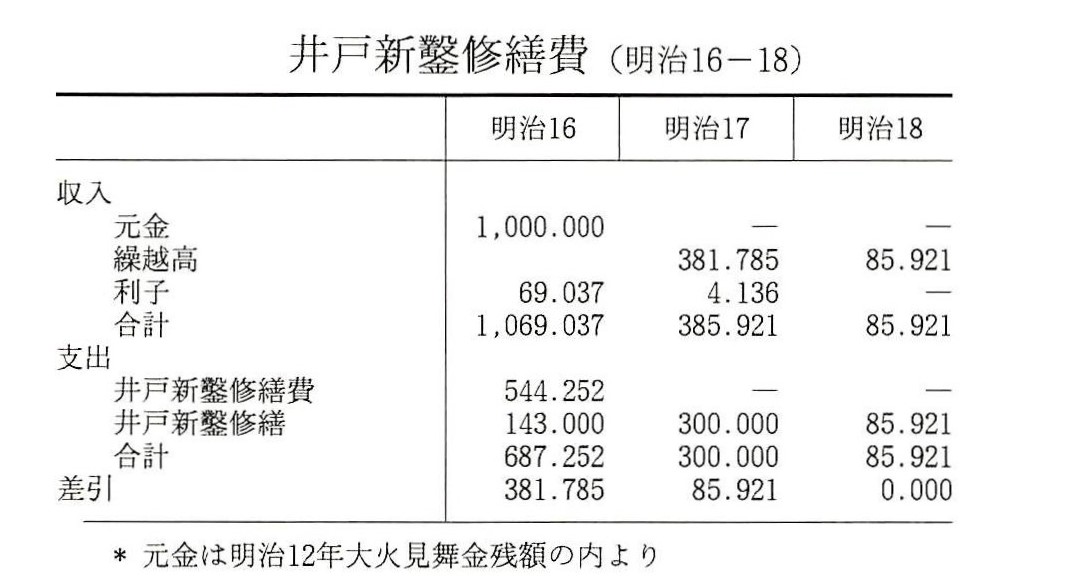 井戸新鑿修繕費（明治16－18）
明治16 明治17 明治18
収入
元金 1,000.000 — —
繰越高 381.785 85.921
利子 69.037 4.136 —
合計 1,069.037 385.921 85.921
支出
井戸新鑿修繕費 544.252 — —
井戸新鑿修繕 143.000 300.000 85.921
合計 687.252 300.000 85.921
差引 381.785 85.921 0.000
* 元金は明治12年大火見舞金残額の内より